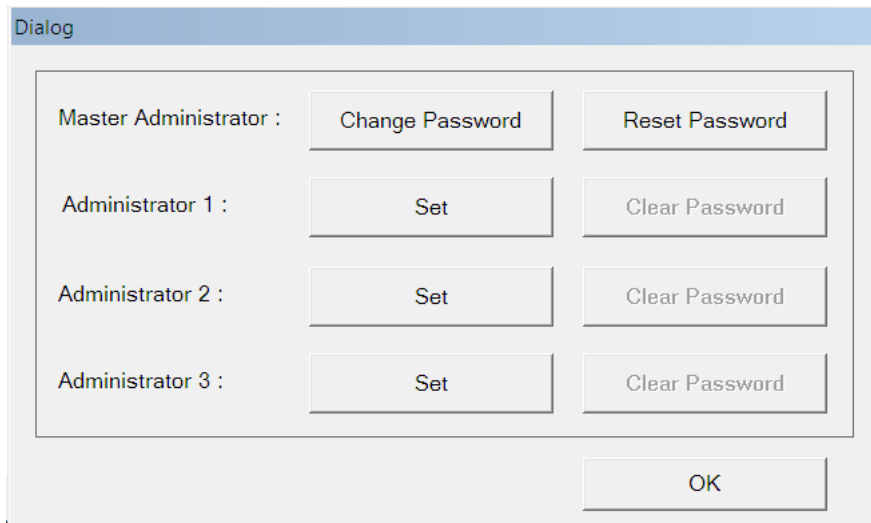 Dialog
Master Administrator : Change Password Reset Password
Administrator 1 : Set Clear Password
Administrator 2 : Set Clear Password
Administrator 3 : Set Clear Password
OK